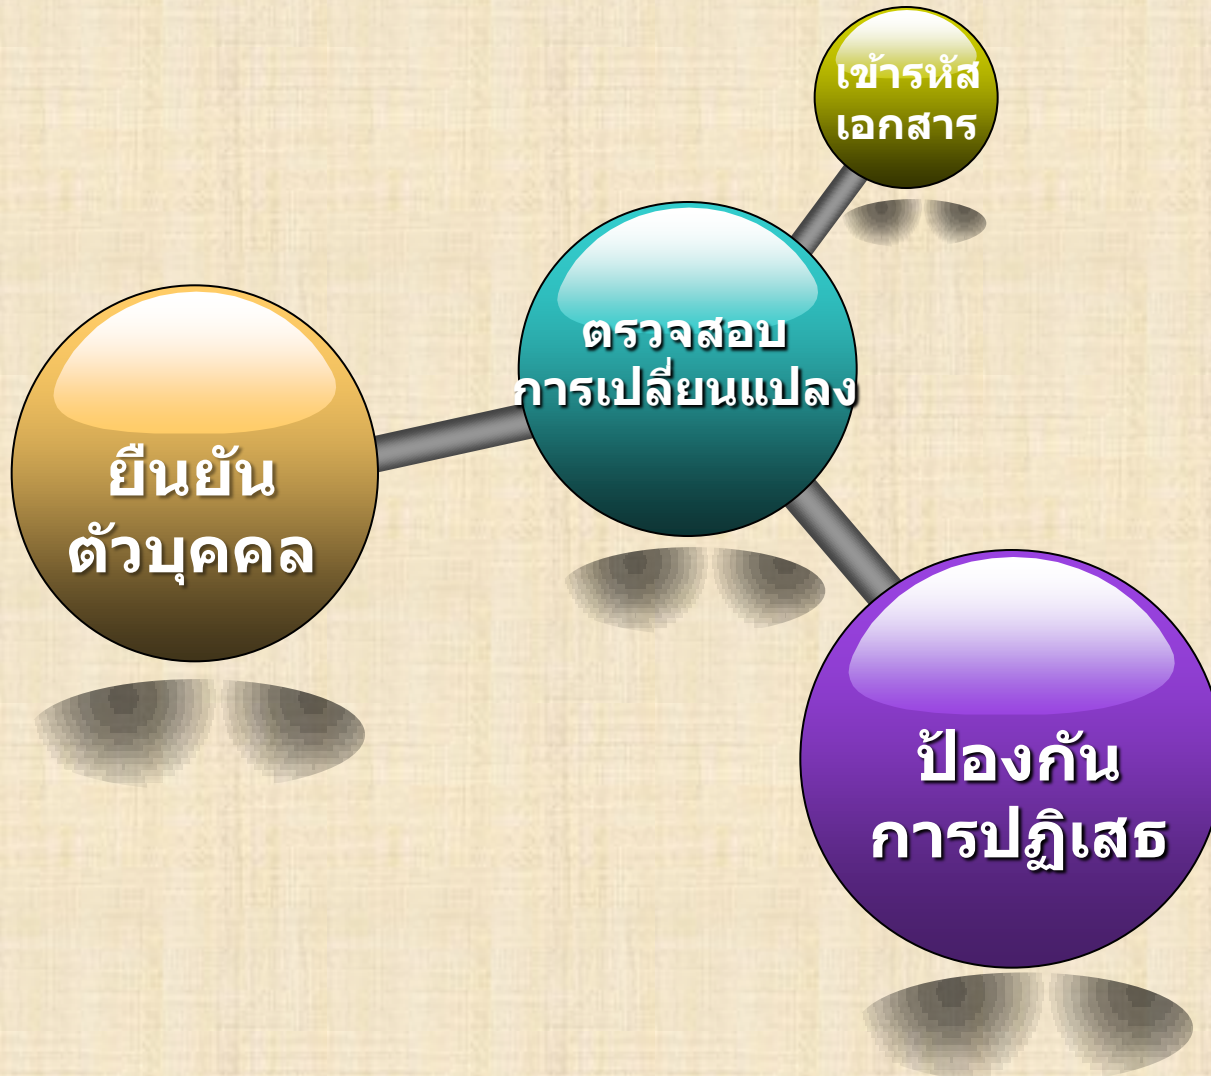 เข้ารหัส
เอกสาร
ตรวจสอบ
การเปลี่ยนแปลง
ยืนยัน
ตัวบุคคล
ป้องกัน
การปฏิเสธ